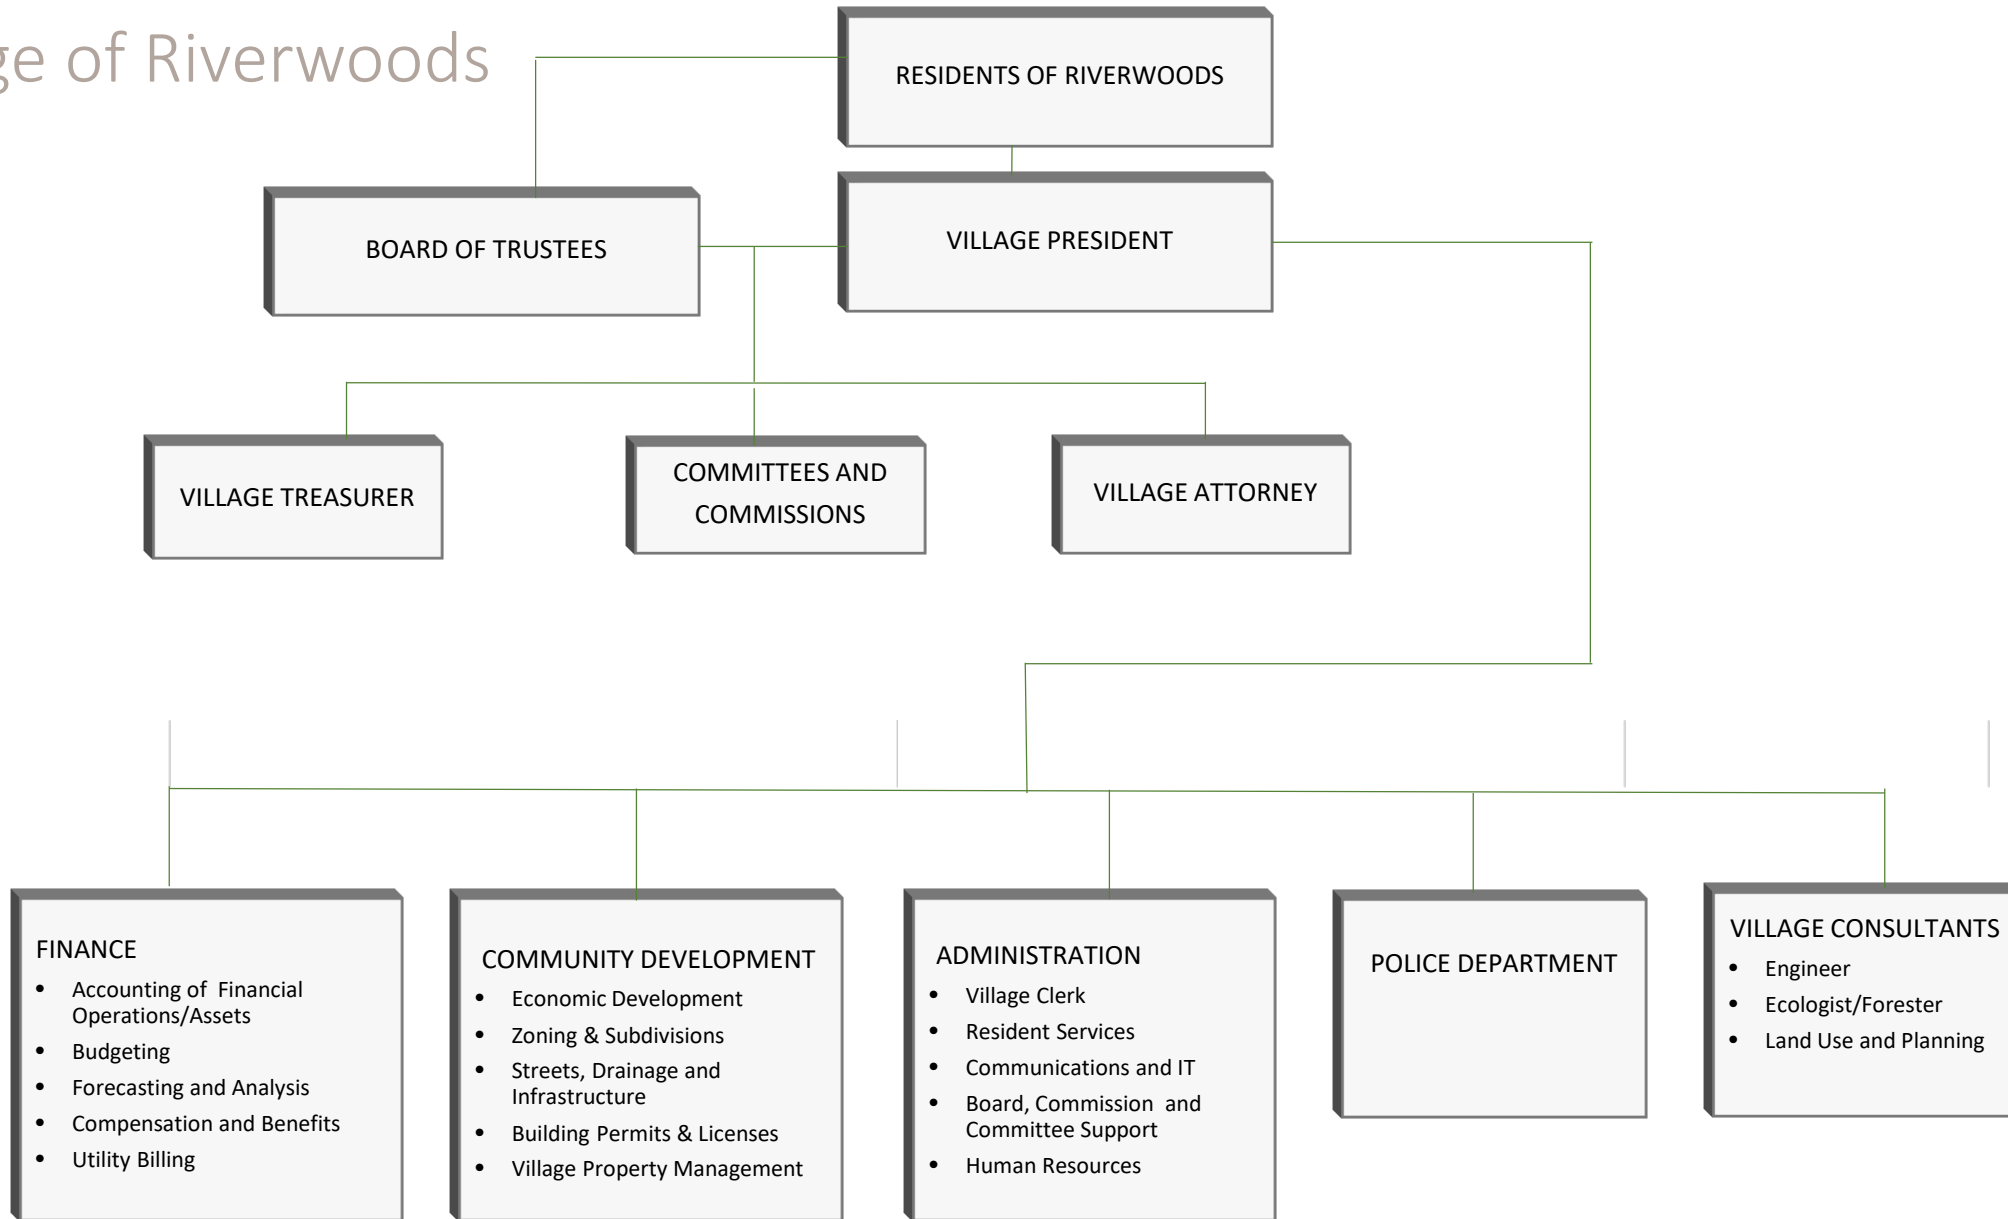 ge of Riverwoods
RESIDENTS OF RIVERWOODS
BOARD OF TRUSTEES
VILLAGE PRESIDENT
VILLAGE TREASURER
COMMITTEES AND
COMMISSIONS
VILLAGE ATTORNEY
FINANCE
• Accounting of Financial
Operations/Assets
• Budgeting
• Forecasting and Analysis
• Compensation and Benefits
• Utility Billing
COMMUNITY DEVELOPMENT
• Economic Development
• Zoning & Subdivisions
• Streets, Drainage and
Infrastructure
• Building Permits & Licenses
• Village Property Management
ADMINISTRATION
• Village Clerk
• Resident Services
• Communications and IT
• Board, Commission and
Committee Support
• Human Resources
POLICE DEPARTMENT
VILLAGE CONSULTANTS
• Engineer
• Ecologist/Forester
• Land Use and Planning